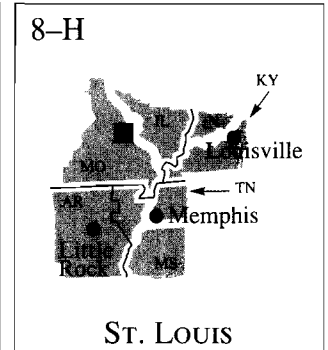 8–H
KY
IL
IN
Louisville
MO
TN
AR
Memphis
Little
Rock
MS
ST. LOUIS